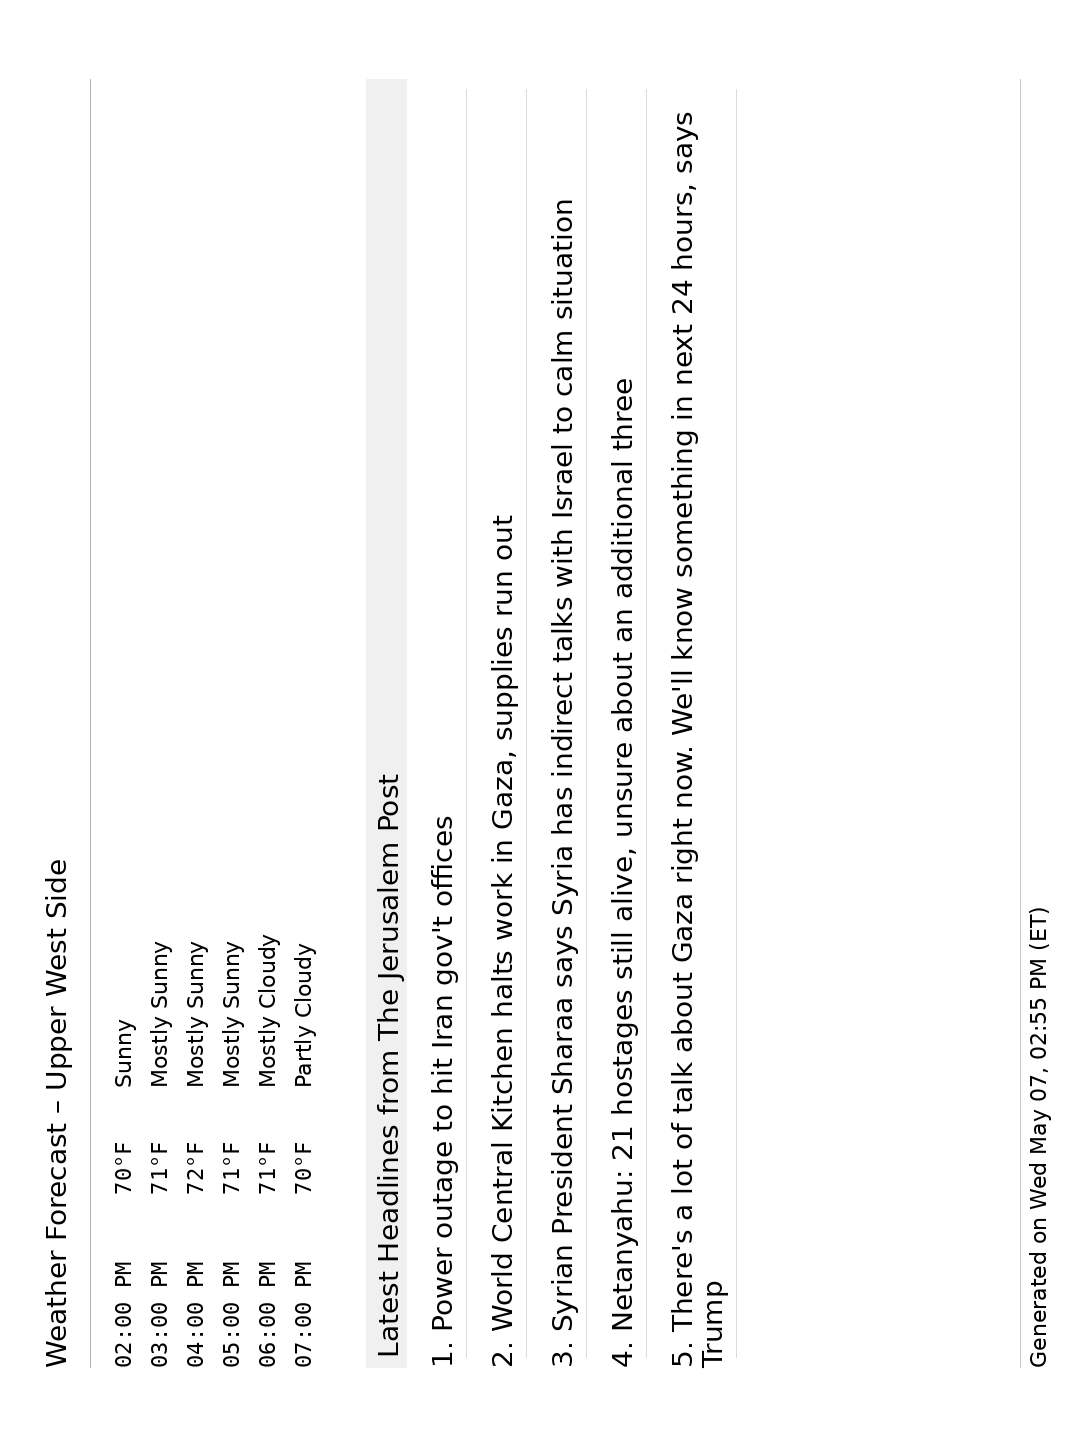 Weather Forecast – Upper West Side
02:00 PM 70°F Sunny
03:00 PM 71°F Mostly Sunny
04:00 PM 72°F Mostly Sunny
05:00 PM 71°F Mostly Sunny
06:00 PM 71°F Mostly Cloudy
07:00 PM 70°F Partly Cloudy
Latest Headlines from The Jerusalem Post
1. Power outage to hit Iran gov't offices
2. World Central Kitchen halts work in Gaza, supplies run out
3. Syrian President Sharaa says Syria has indirect talks with Israel to calm situation
4. Netanyahu: 21 hostages still alive, unsure about an additional three
5. There's a lot of talk about Gaza right now. We'll know something in next 24 hours, says
Trump
Generated on Wed May 07, 02:55 PM (ET)